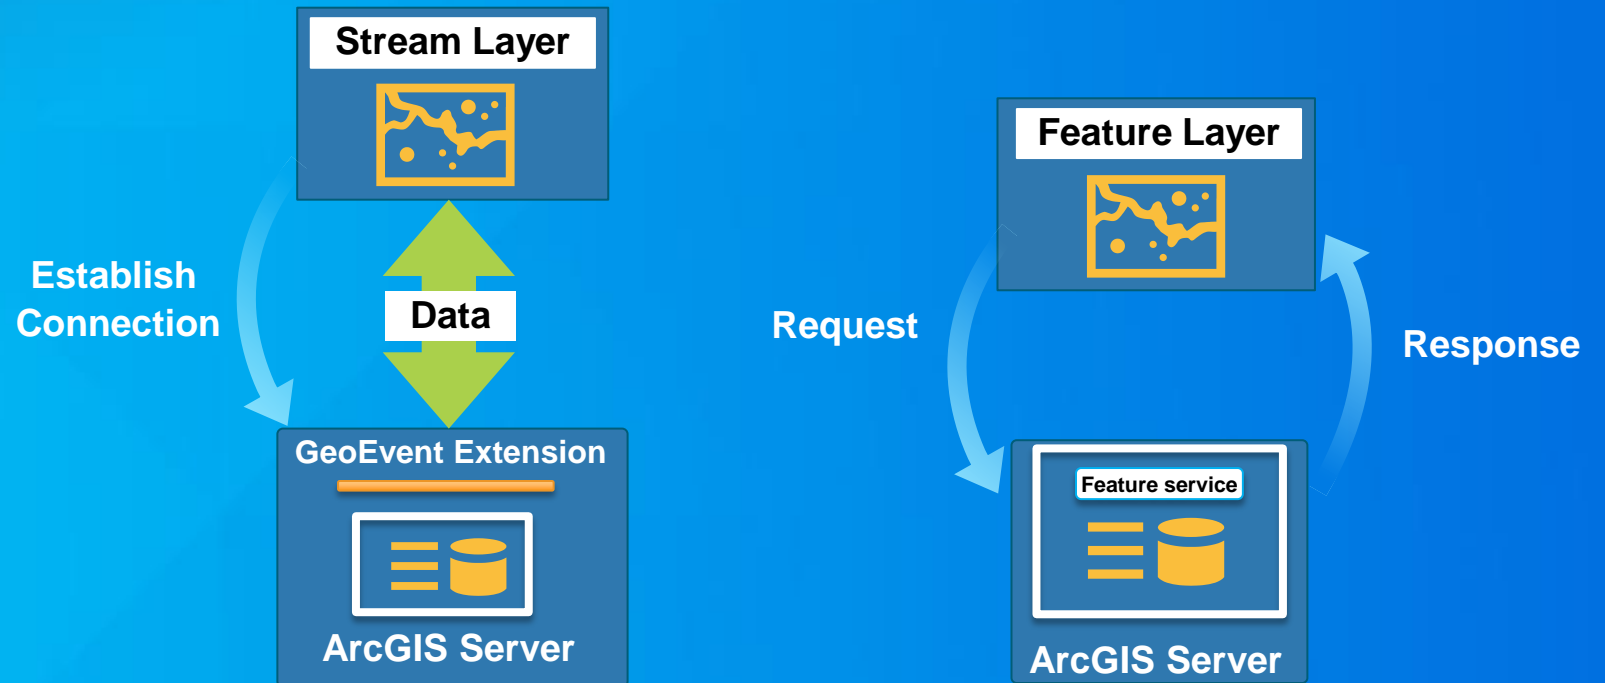 Stream Layer
Establish
Connection
Data
GeoEvent Extension
ArcGIS Server
Feature Layer
Request
Response
Feature service
ArcGIS Server